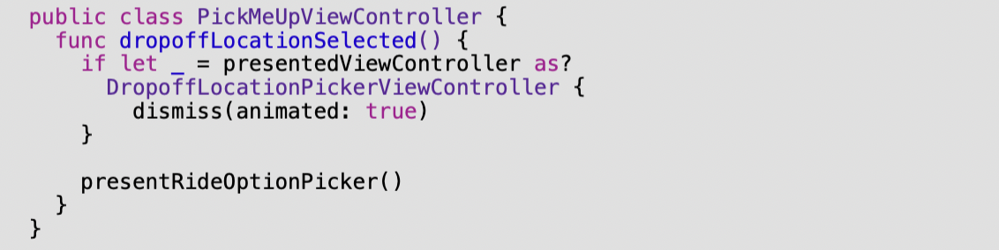 public class PickMeUpViewController {
  func dropoffLocationSelected() {
    if let _ = presentedViewController as?
      DropoffLocationPickerViewController {
        dismiss(animated: true)
    }

    presentRideOptionPicker()
  }
}